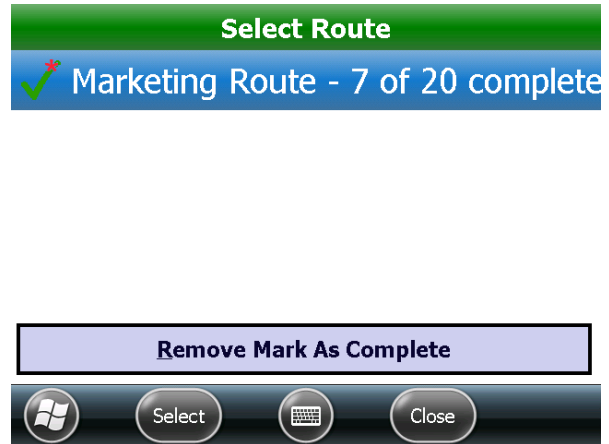 Select Route
Marketing Route - 7 of 20 complete
Remove Mark As Complete
Select
Close